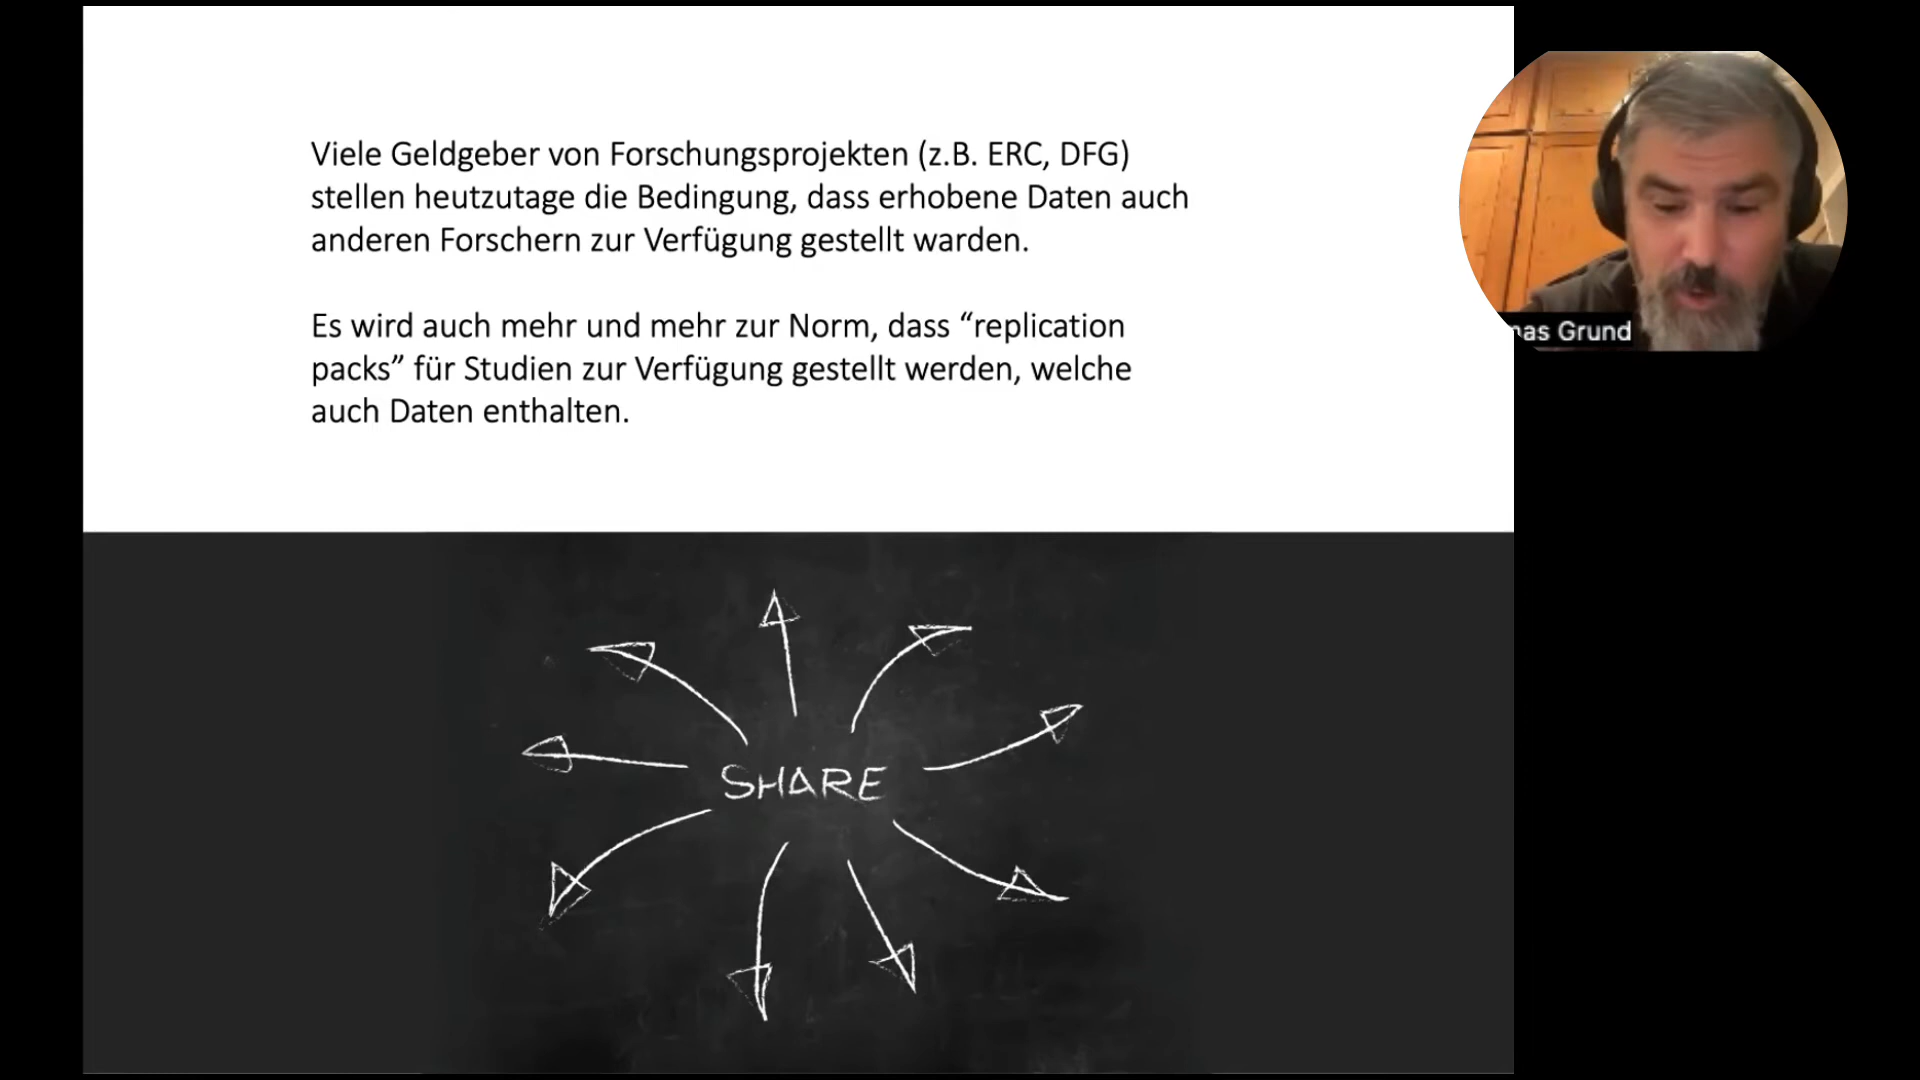 Viele Geldgeber von Forschungsprojekten (z.B. ERC, DFG)
stellen heutzutage die Bedingung, dass erhobene Daten auch
anderen Forschern zur Verfügung gestellt warden.
Es wird auch mehr und mehr zur Norm, dass “replication
packs” für Studien zur Verfügung gestellt werden, welche
auch Daten enthalten.
SHARE
Grund